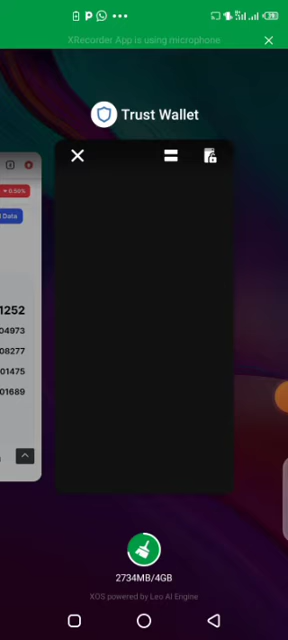 XRecorder App is using microphone
Trust Wallet
0.50%
Data
1252
04973
08277
01475
01689
2734MB/4GB
XOS powered by Leo AI Engine